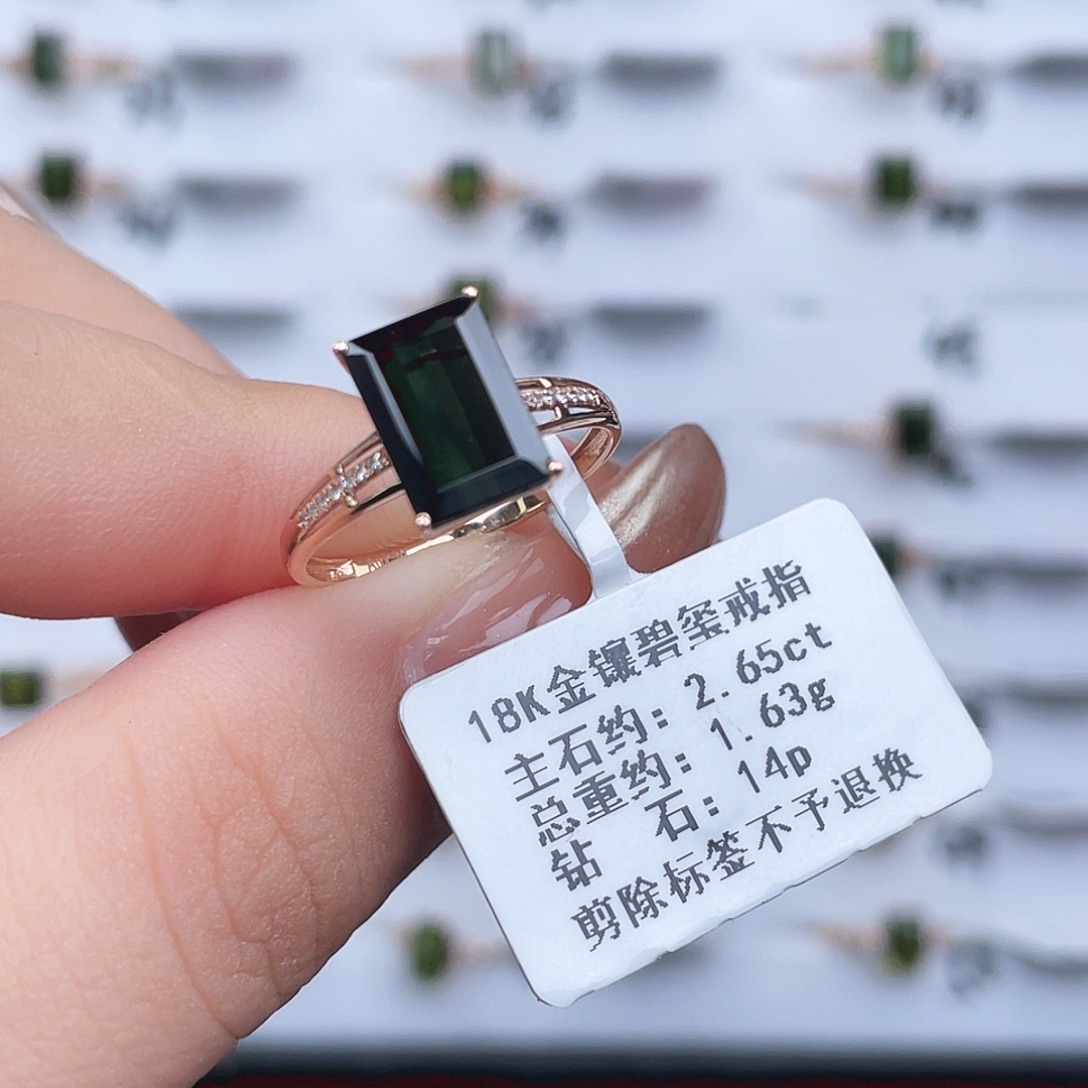 18K金镶碧玺戒指
主石约: 2.65ct
总重约: 1.63g
钻 石: 14p
剪除标签不予退换